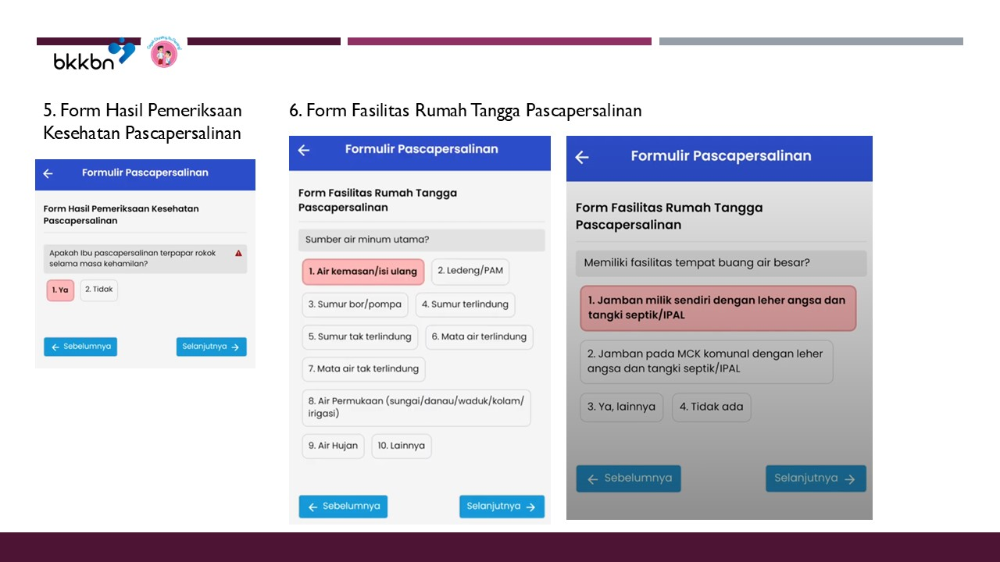 bkkbn
5. Form Hasil Pemeriksaan
Kesehatan Pascapersalinan
Formulir Pascapersalinan
Form Hasil Pemeriksaan Kesehatan
Pascapersalinan
Apakah Ibu pascapersalinan terpapar rokok
selama masa kehamilan?
1. Ya
2. Tidak
Sebelumnya
Selanjutnya
6. Form Fasilitas Rumah Tangga Pascapersalinan
Formulir Pascapersalinan
Form Fasilitas Rumah Tangga
Pascapersalinan
Sumber air minum utama?
1. Air kemasan/isi ulang
2. Ledeng/PAM
3. Sumur bor/pompa
4. Sumur terlindung
5. Sumur tak terlindung
6. Mata air terlindung
7. Mata air tak terlindung
8. Air Permukaan (sungai/danau/waduk/kolam/
irigasi)
9. Air Hujan
10. Lainnya
Sebelumnya
Selanjutnya
Formulir Pascapersalinan
Form Fasilitas Rumah Tangga
Pascapersalinan
Memiliki fasilitas tempat buang air besar?
1. Jamban milik sendiri dengan leher angsa dan
tangki septik/IPAL
2. Jamban pada MCK komunal dengan leher
angsa dan tangki septik/IPAL
3. Ya, lainnya
4. Tidak ada
Sebelumnya
Selanjutnya